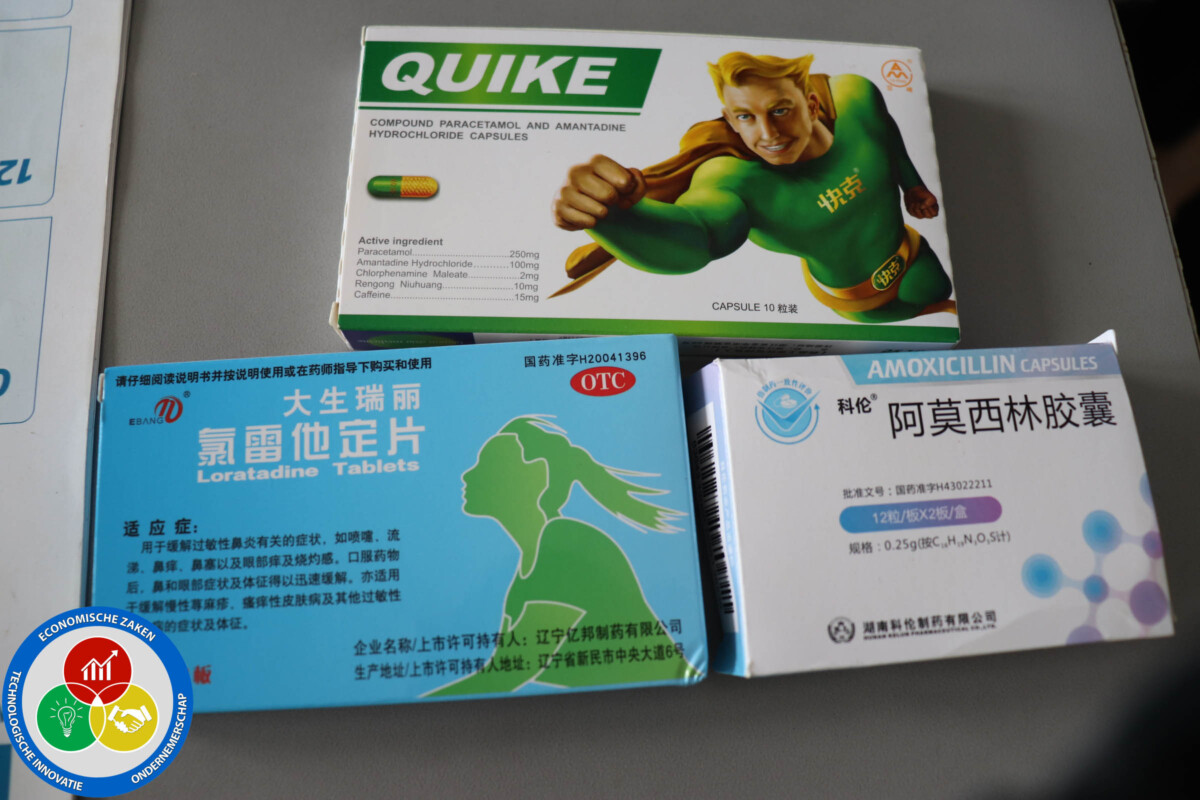 QUIKE
COMPOUND PARACETAMOL AND AMANTADINE
HYDROCHLORIDE CAPSULES
快克
快克
Active ingredient
Paracetamol..............................250mg
Amantadine Hydrochloride..........100mg
Chlorphenamine Maleate................2mg
Rengong Niuhuang.......................10mg
Caffeine........................................15mg
CAPSULE 10 粒装
请仔细阅读说明书并按说明使用或在药师指导下购买和使用
国药准字H20041396
OTC
EBANG
®
大生瑞丽
氯雷他定片
Loratadine Tablets
适应症：
用于缓解过敏性鼻炎有关的症状，如喷嚏、流
涕、鼻痒、鼻塞以及眼部痒及烧灼感。口服药物
后，鼻和眼部症状及体征得以迅速缓解。亦适用
于缓解慢性荨麻疹、瘙痒性皮肤病及其他过敏性
病的症状及体征。
企业名称/上市许可持有人：辽宁亿邦制药有限公司
生产地址/上市许可持有人地址：辽宁省新民市中央大道6号
板
AMOXICILLIN CAPSULES
科伦®
阿莫西林胶囊
批准文号：国药准字H43022211
12粒/板X2板/盒
规格：0.25g(按C₁₆H₁₉N₃O₅S计)
湖南科伦制药有限公司
HUNAN KELUN PHARMACEUTICAL CO.,LTD.
12
ECONOMISCHE ZAKEN
TECHNOLOGISCHE INNOVATIE
ONDERNEMERSCHAP